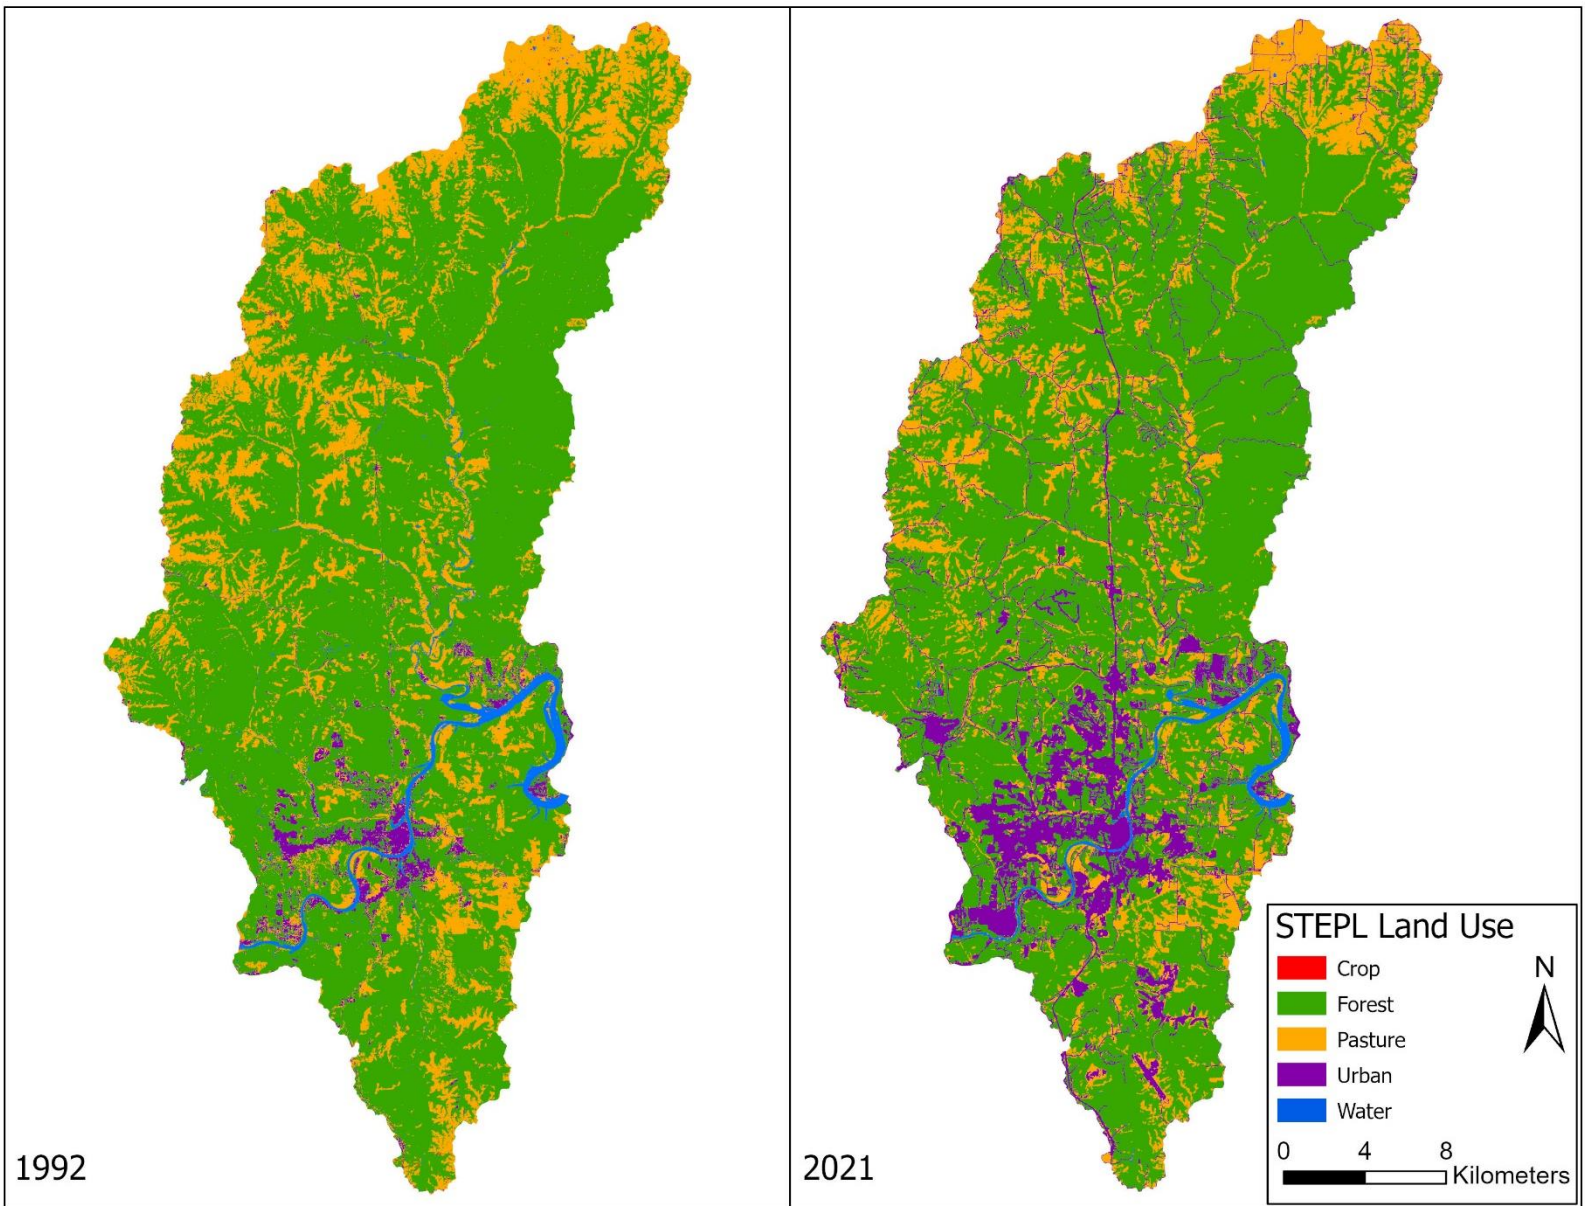 1992
2021
STEPL Land Use
Crop
Forest
Pasture
Urban
Water
N
0 4 8
Kilometers